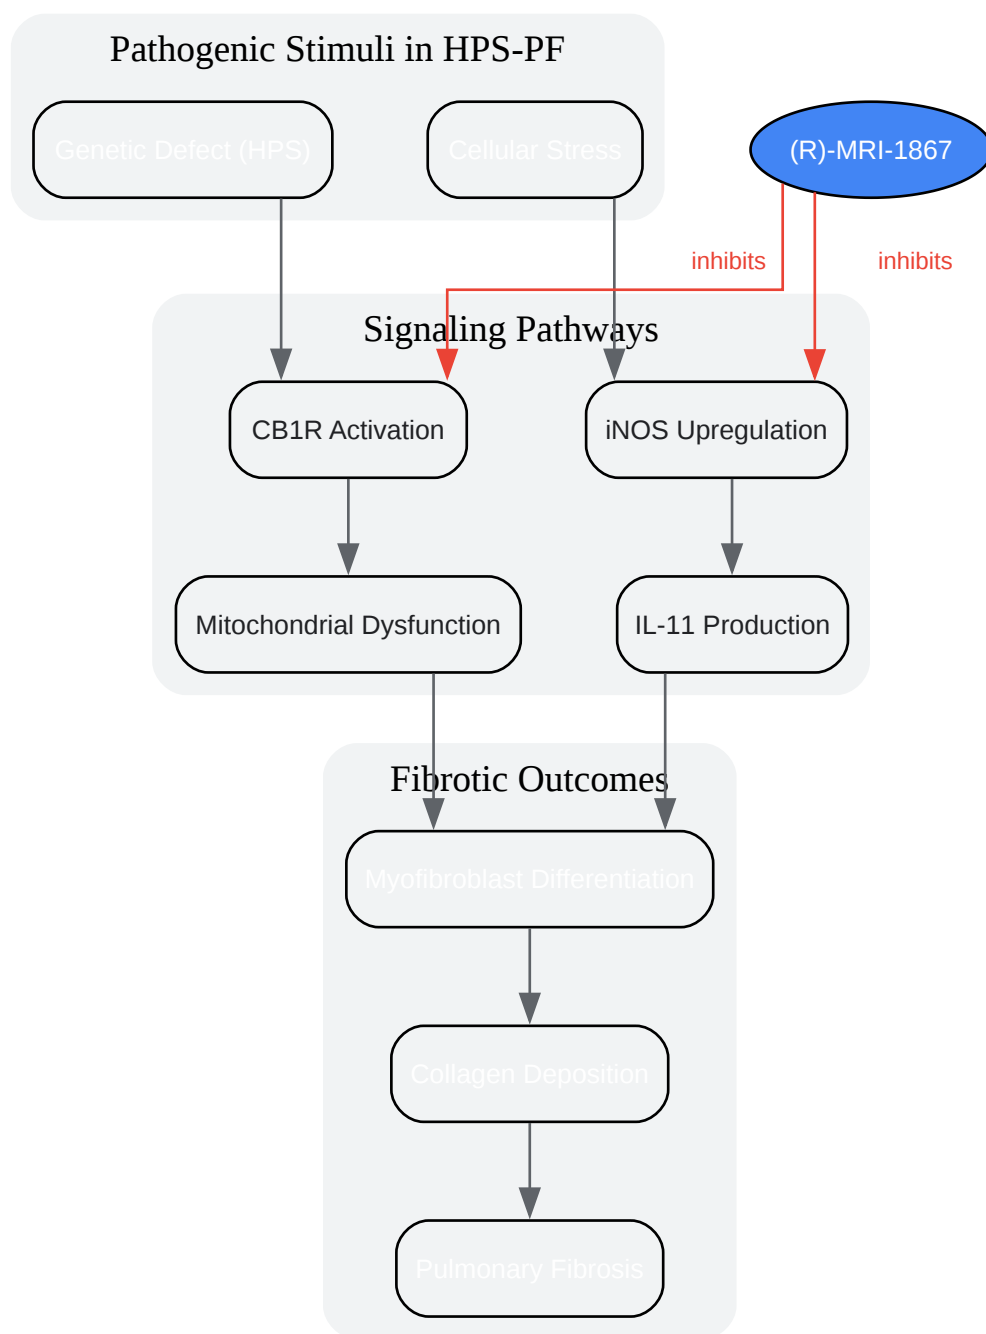 Pathogenic Stimuli in HPS-PF
Genetic Defect (HPS)
Cellular Stress
(R)-MRI-1867
inhibits
inhibits
Signaling Pathways
CB1R Activation
iNOS Upregulation
Mitochondrial Dysfunction
IL-11 Production
Fibrotic Outcomes
Myofibroblast Differentiation
Collagen Deposition
Pulmonary Fibrosis